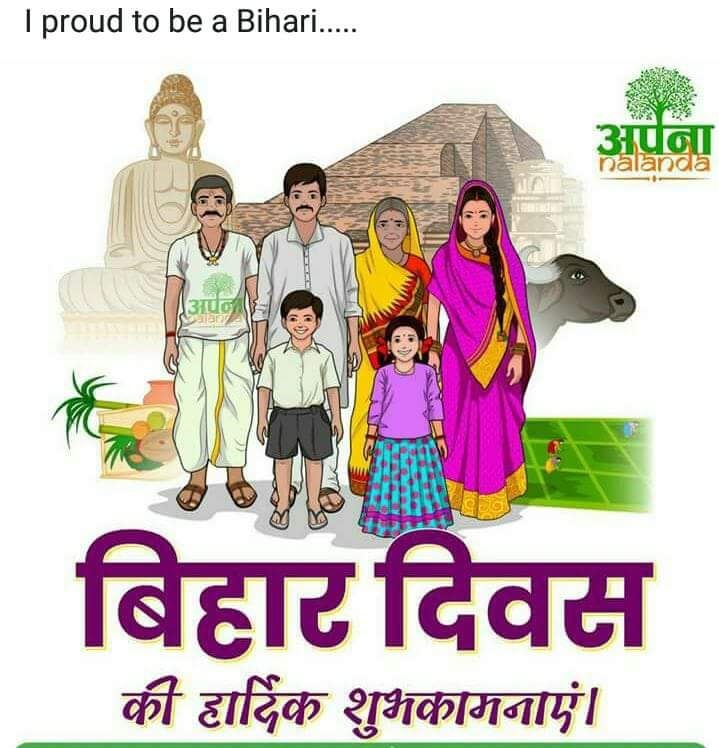 I proud to be a Bihari.....
अपना
nalanda
अपना
nalanda
बिहार दिवस
की हार्दिक शुभकामनाएं।